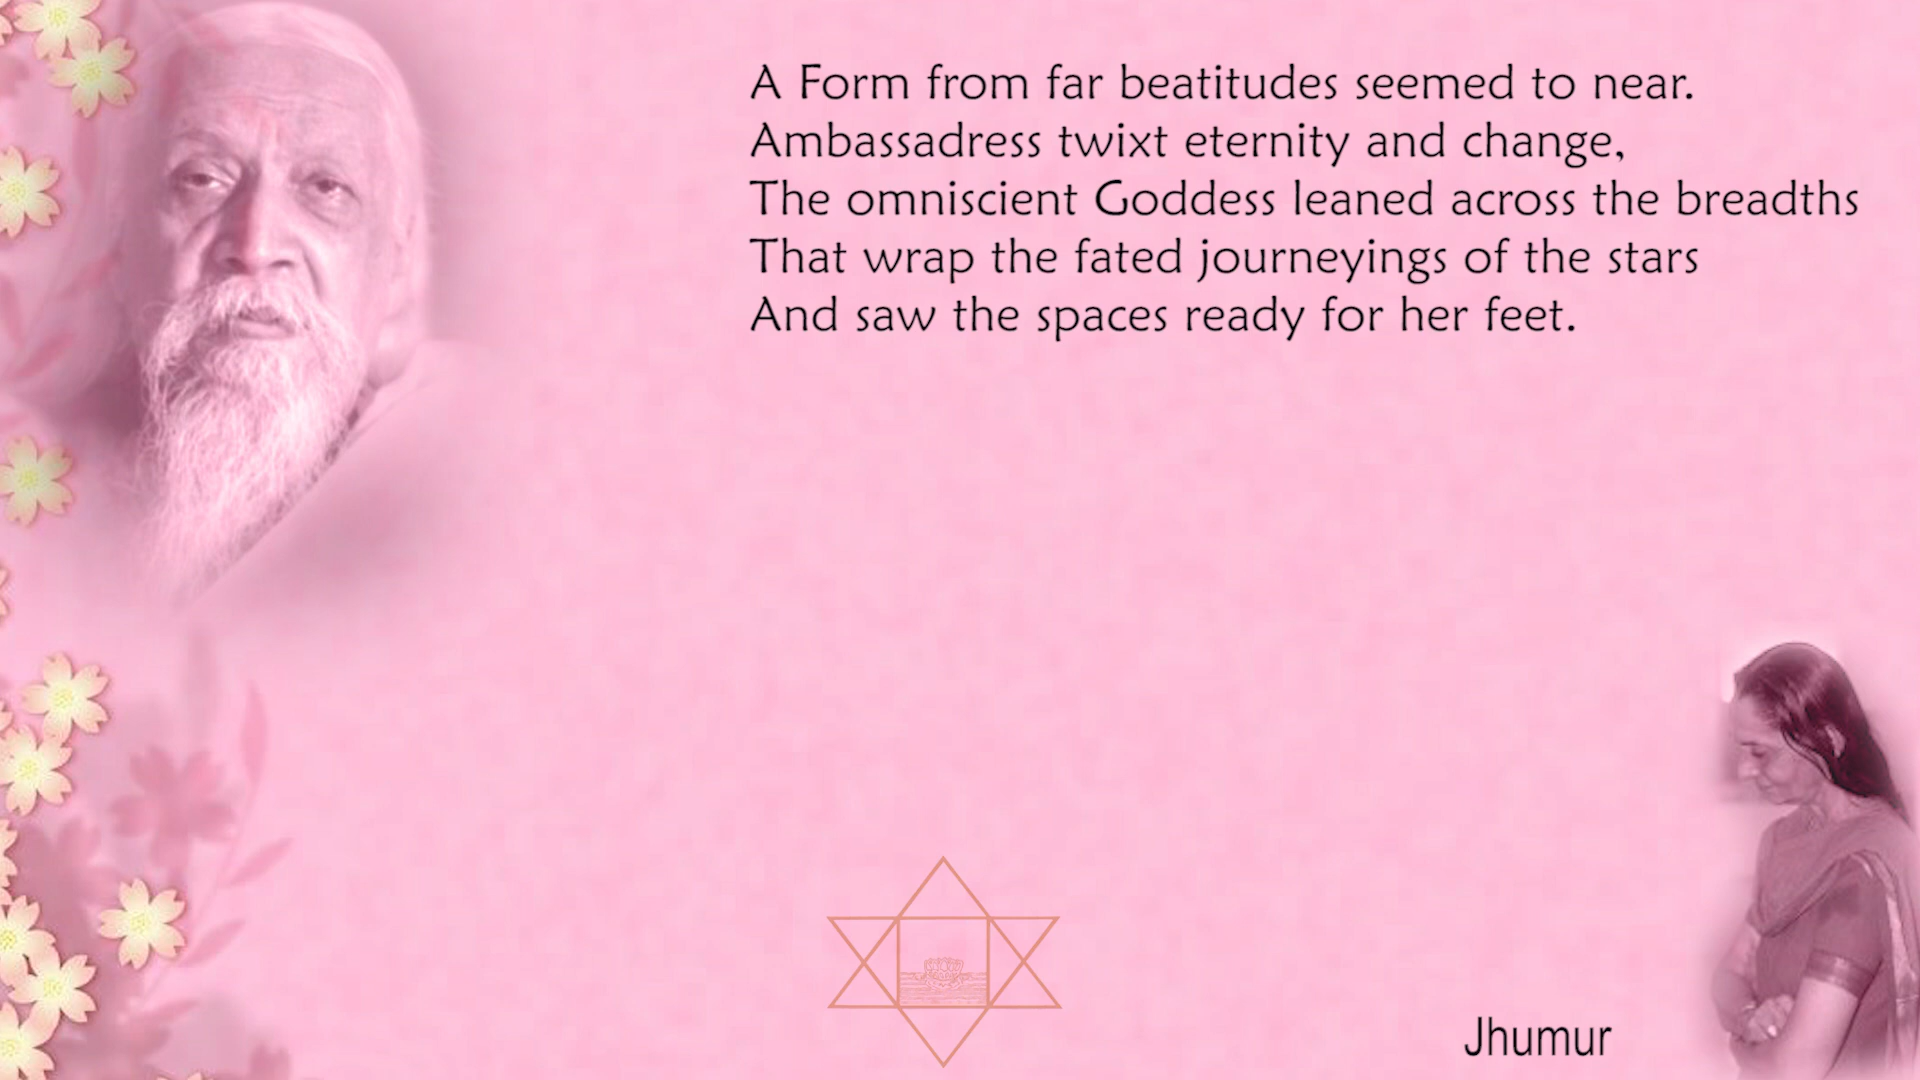 A Form from far beatitudes seemed to near.
Ambassadress twixt eternity and change,
The omniscient Goddess leaned across the breadths
That wrap the fated journeyings of the stars
And saw the spaces ready for her feet.
Jhumur